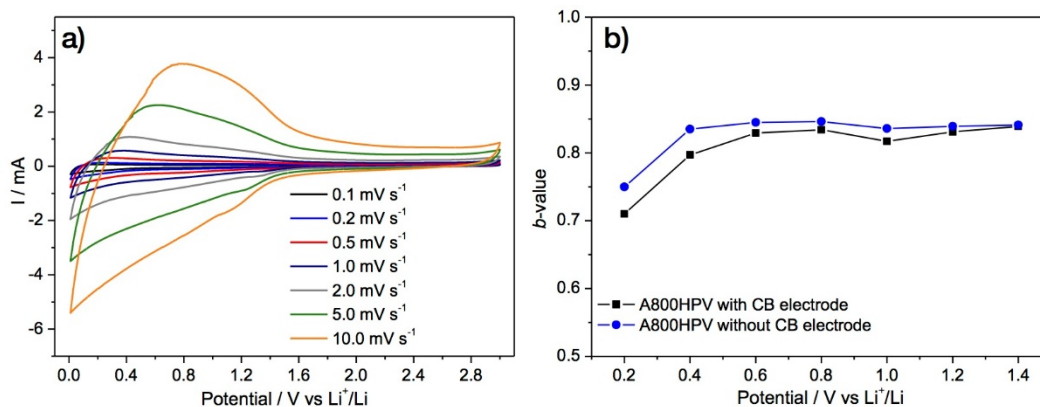 a)
I / mA
4
2
0
-2
-4
-6
0.1 mV s⁻¹
0.2 mV s⁻¹
0.5 mV s⁻¹
1.0 mV s⁻¹
2.0 mV s⁻¹
5.0 mV s⁻¹
10.0 mV s⁻¹
0.0 0.4 0.8 1.2 1.6 2.0 2.4 2.8
Potential / V vs Li⁺/Li
b)
b-value
1.0
0.9
0.8
0.7
0.6
0.5
A800HPV with CB electrode
A800HPV without CB electrode
0.2 0.4 0.6 0.8 1.0 1.2 1.4
Potential / V vs Li⁺/Li